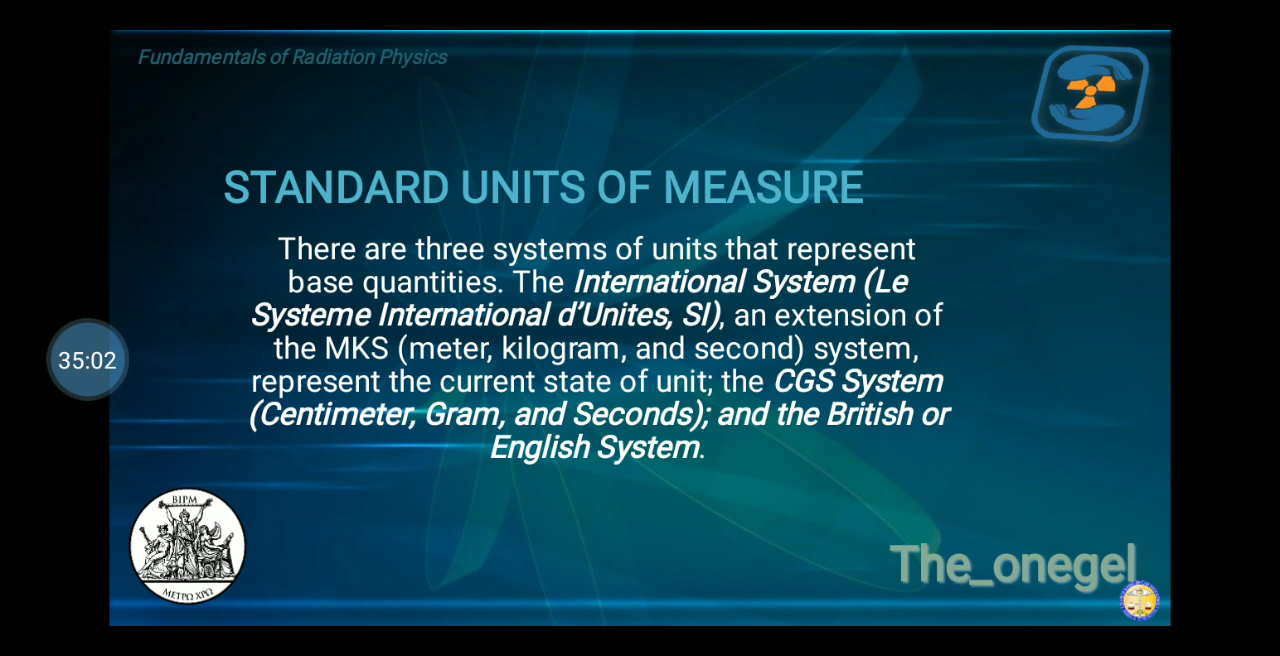 Fundamentals of Radiation Physics
STANDARD UNITS OF MEASURE
There are three systems of units that represent
base quantities. The International System (Le
Systeme International d’Unites, SI), an extension of
the MKS (meter, kilogram, and second) system,
represent the current state of unit; the CGS System
(Centimeter, Gram, and Seconds); and the British or
English System.
35:02
BIPM
ΜΕΤΡΩ ΧΡΩ
The_onegel